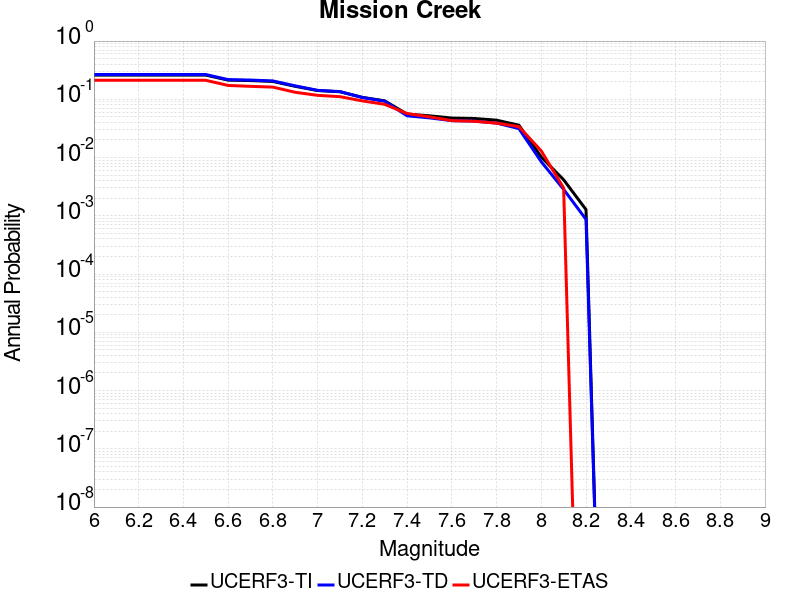 Mission Creek
Annual Probability
10^0
10^-1
10^-2
10^-3
10^-4
10^-5
10^-6
10^-7
10^-8
6 6.2 6.4 6.6 6.8 7 7.2 7.4 7.6 7.8 8 8.2 8.4 8.6 8.8 9
Magnitude
UCERF3-TI UCERF3-TD UCERF3-ETAS